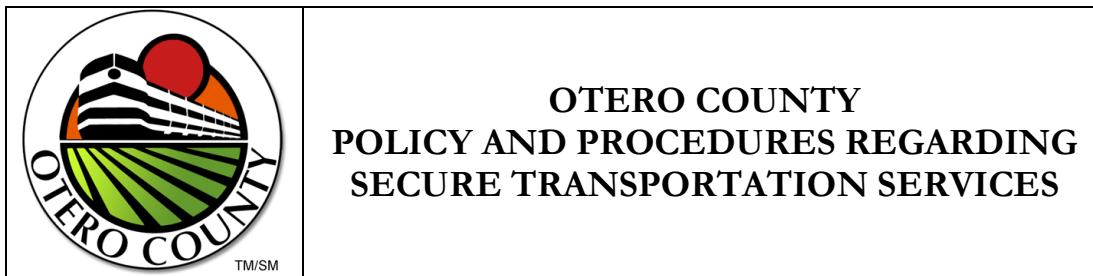 OTERO COUNTY
TM/SM
OTERO COUNTY
POLICY AND PROCEDURES REGARDING
SECURE TRANSPORTATION SERVICES